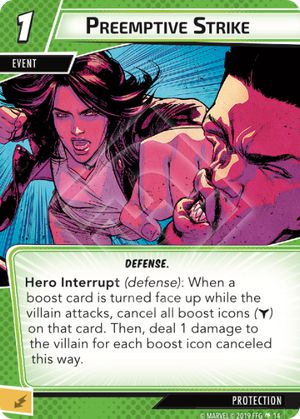 1
PREEMPTIVE STRIKE
EVENT
DEFENSE.
Hero Interrupt (defense): When a
boost card is turned face up while the
villain attacks, cancel all boost icons ()
on that card. Then, deal 1 damage to
the villain for each boost icon canceled
this way.
PROTECTION
© MARVEL © 2019 FFG 14